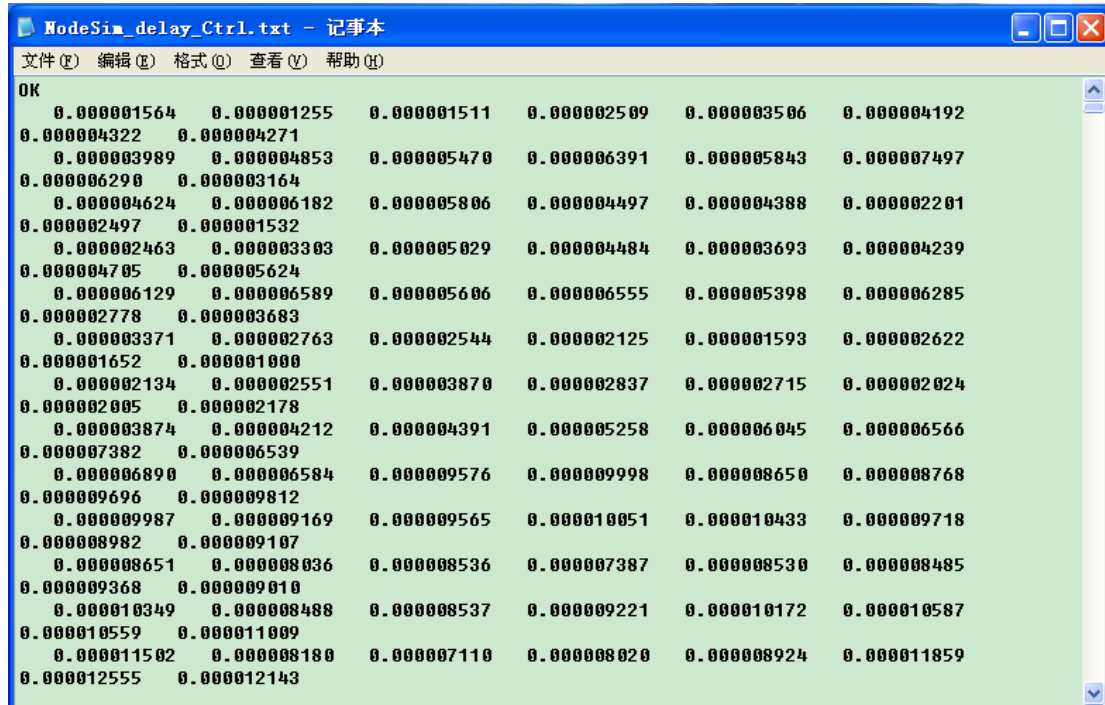 NodeSim_delay_Ctrl.txt - 记事本
文件(F) 编辑(E) 格式(O) 查看(V) 帮助(H)
OK
0.000001564 0.000001255 0.000001511 0.000002509 0.000003506 0.000004192
0.000004322 0.000004271
0.000003989 0.000004853 0.000005470 0.000006391 0.000005843 0.000007497
0.000006290 0.000003164
0.000004624 0.000006182 0.000005806 0.000004497 0.000004388 0.000002201
0.000002497 0.000001532
0.000002463 0.000003303 0.000005029 0.000004484 0.000003693 0.000004239
0.000004705 0.000005624
0.000006129 0.000006589 0.000005606 0.000006555 0.000005398 0.000006285
0.000002778 0.000003683
0.000003371 0.000002763 0.000002544 0.000002125 0.000001593 0.000002622
0.000001652 0.000001000
0.000002134 0.000002551 0.000003870 0.000002837 0.000002715 0.000002024
0.000002005 0.000002178
0.000003874 0.000004212 0.000004391 0.000005258 0.000006045 0.000006566
0.000007382 0.000006539
0.000006890 0.000006584 0.000009576 0.000009998 0.000008650 0.000008768
0.000009696 0.000009812
0.000009987 0.000009169 0.000009565 0.000010051 0.000010433 0.000009718
0.000008982 0.000009107
0.000008651 0.000008036 0.000008536 0.000007387 0.000008530 0.000008485
0.000009368 0.000009010
0.000010349 0.000008488 0.000008537 0.000009221 0.000010172 0.000010587
0.000010559 0.000011009
0.000011502 0.000008180 0.000007110 0.000008020 0.000008924 0.000011859
0.000012555 0.000012143